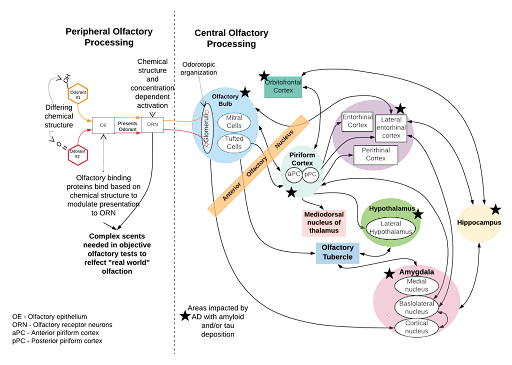 Peripheral Olfactory
Processing
Central Olfactory
Processing
Chemical
structure
and
concentration
dependent
activation
Odorotopic
organization
OH
Odorant
#1
Differing
chemical
structure
O
Odorant
#2
OE
Presents
Odorant
ORN
Olfactory binding
proteins bind based on
chemical structure to
modulate presentation
to ORN
Complex scents
needed in objective
olfactory tests to
relfect "real world"
olfaction
OE - Olfactory epithelium
ORN - Olfactory receptor neurons
aPC - Anterior piriform cortex
pPC - Posterior piriform cortex
Olfactory
Bulb
Glomeruli
Mitral
Cells
Tufted
Cells
Anterior Olfactory Nucleus
Orbitofrontal
Cortex
Piriform
Cortex
aPC
pPC
Entorhinal
Cortex
Lateral
entorhinal
cortex
Perirhinal
Cortex
Mediodorsal
nucleus of
thalamus
Hypothalamus
Lateral
Hypothalamus
Olfactory
Tubercle
Hippocampus
Amygdala
Medial
nucleus
Basolateral
nucleus
Cortical
nucleus
Areas impacted by
AD with amyloid
and/or tau
deposition